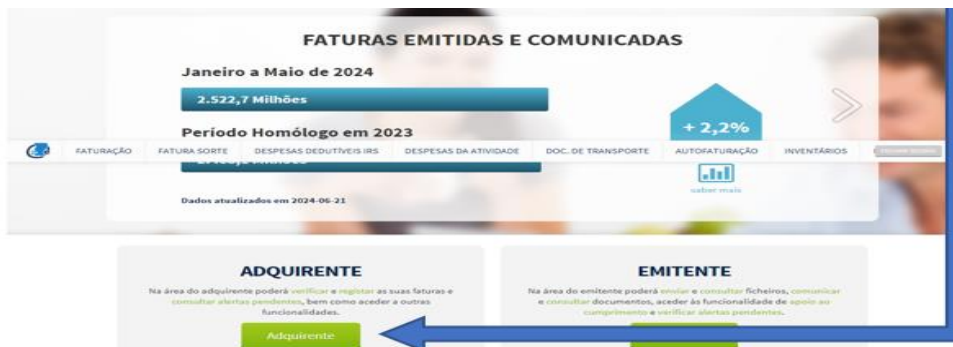 FATURAS EMITIDAS E COMUNICADAS
Janeiro a Maio de 2024
2.522,7 Milhões
+ 2,2%
Período Homólogo em 2023
FATURAÇÃO FATURA SORTE DESPESAS DEDUTÍVEIS IRS DESPESAS DA ATIVIDADE DOC. DE TRANSPORTE AUTOFATURAÇÃO INVENTÁRIOS
saber mais
Dados atualizados em 2024-06-21
ADQUIRENTE
Na área do adquirente poderá verificar e registar as suas faturas e
consultar alertas pendentes, bem como aceder a outras
funcionalidades.
Adquirente
EMITENTE
Na área do emitente poderá enviar e consultar ficheiros, comunicar
e consultar documentos, aceder às funcionalidade de apoio ao
cumprimento e verificar alertas pendentes.